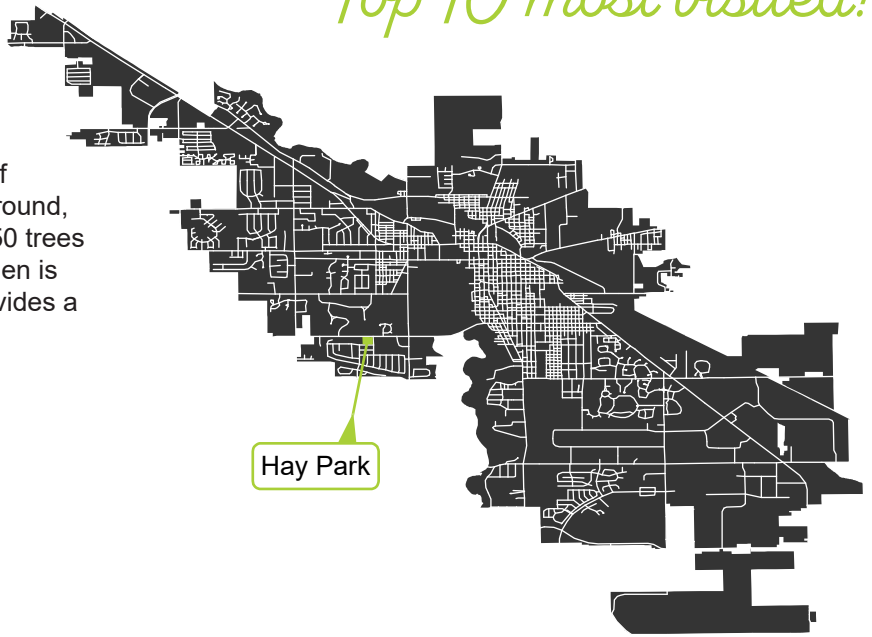 Top 10 most visited!
f
round,
50 trees
en is
vides a
Hay Park